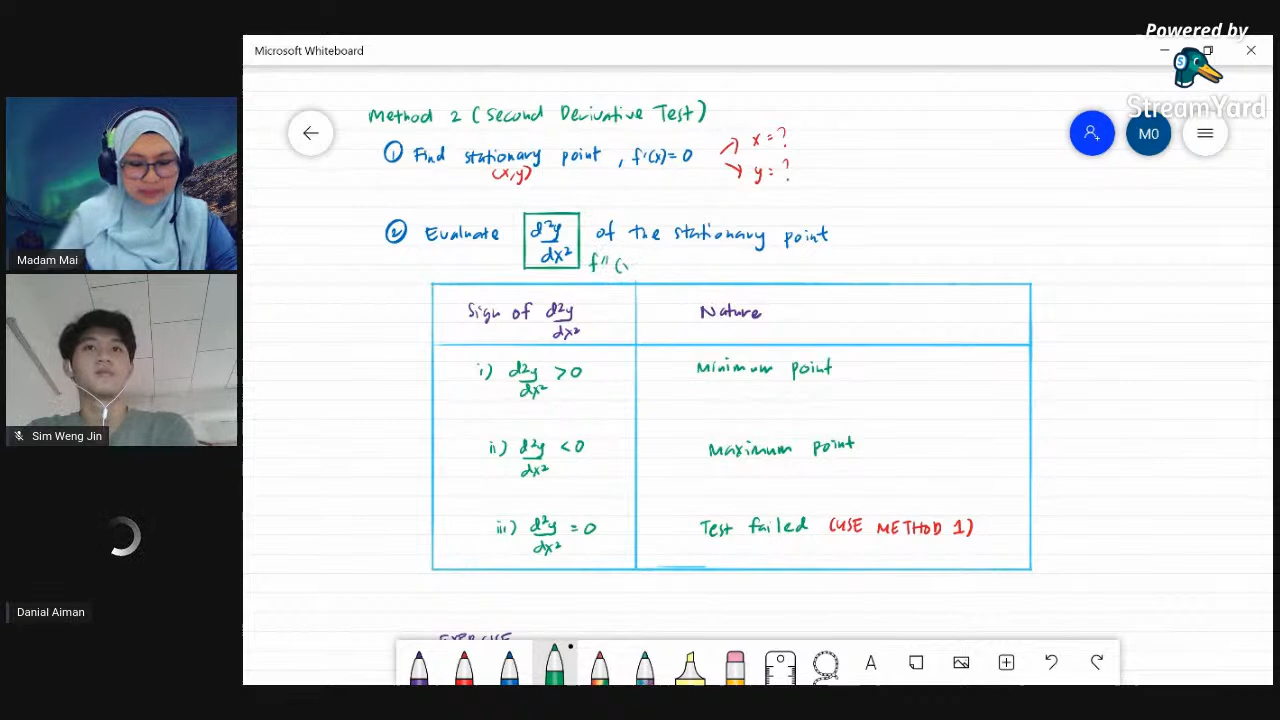 Powered by
Microsoft Whiteboard
StreamYard
Method 2 (Second Derivative Test)
① Find stationary point, f'(x)=0
x=?
(x,y)
y=?
M0
② Evaluate d²y/dx² of the stationary point
f''(
Sign of d²y/dx² Nature
i) d²y/dx² >0 Minimum point
ii) d²y/dx² <0 Maximum point
iii) d²y/dx² =0 Test failed (USE METHOD 1)
EXERCISE
A
Madam Mai
Sim Weng Jin
Danial Aiman